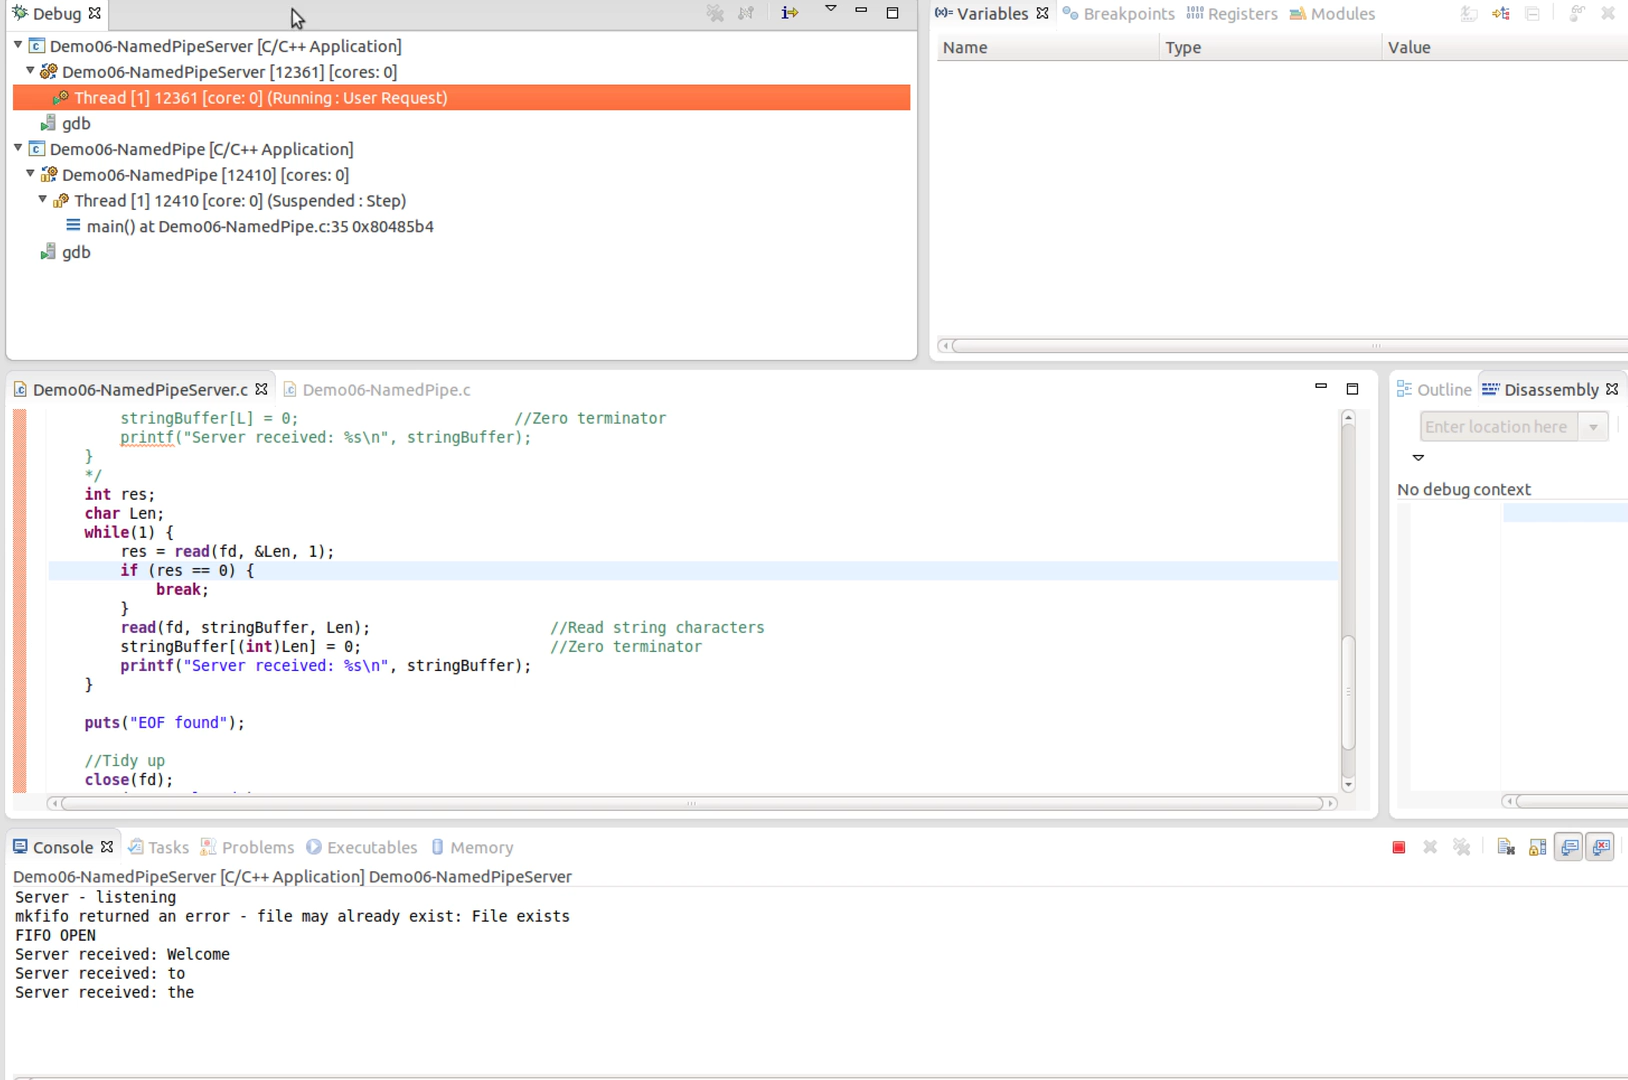 Debug
Demo06-NamedPipeServer [C/C++ Application]
Demo06-NamedPipeServer [12361] [cores: 0]
Thread [1] 12361 [core: 0] (Running : User Request)
gdb
Demo06-NamedPipe [C/C++ Application]
Demo06-NamedPipe [12410] [cores: 0]
Thread [1] 12410 [core: 0] (Suspended : Step)
main() at Demo06-NamedPipe.c:35 0x80485b4
gdb
(x)= Variables Breakpoints Registers Modules
Name Type Value
Demo06-NamedPipeServer.c Demo06-NamedPipe.c
stringBuffer[L] = 0; //Zero terminator
printf("Server received: %s\n", stringBuffer);
}
*/
int res;
char Len;
while(1) {
res = read(fd, &Len, 1);
if (res == 0) {
break;
}
read(fd, stringBuffer, Len); //Read string characters
stringBuffer[(int)Len] = 0; //Zero terminator
printf("Server received: %s\n", stringBuffer);
}
puts("EOF found");
//Tidy up
close(fd);
Outline Disassembly
Enter location here
No debug context
Console Tasks Problems Executables Memory
Demo06-NamedPipeServer [C/C++ Application] Demo06-NamedPipeServer
Server - listening
mkfifo returned an error - file may already exist: File exists
FIFO OPEN
Server received: Welcome
Server received: to
Server received: the